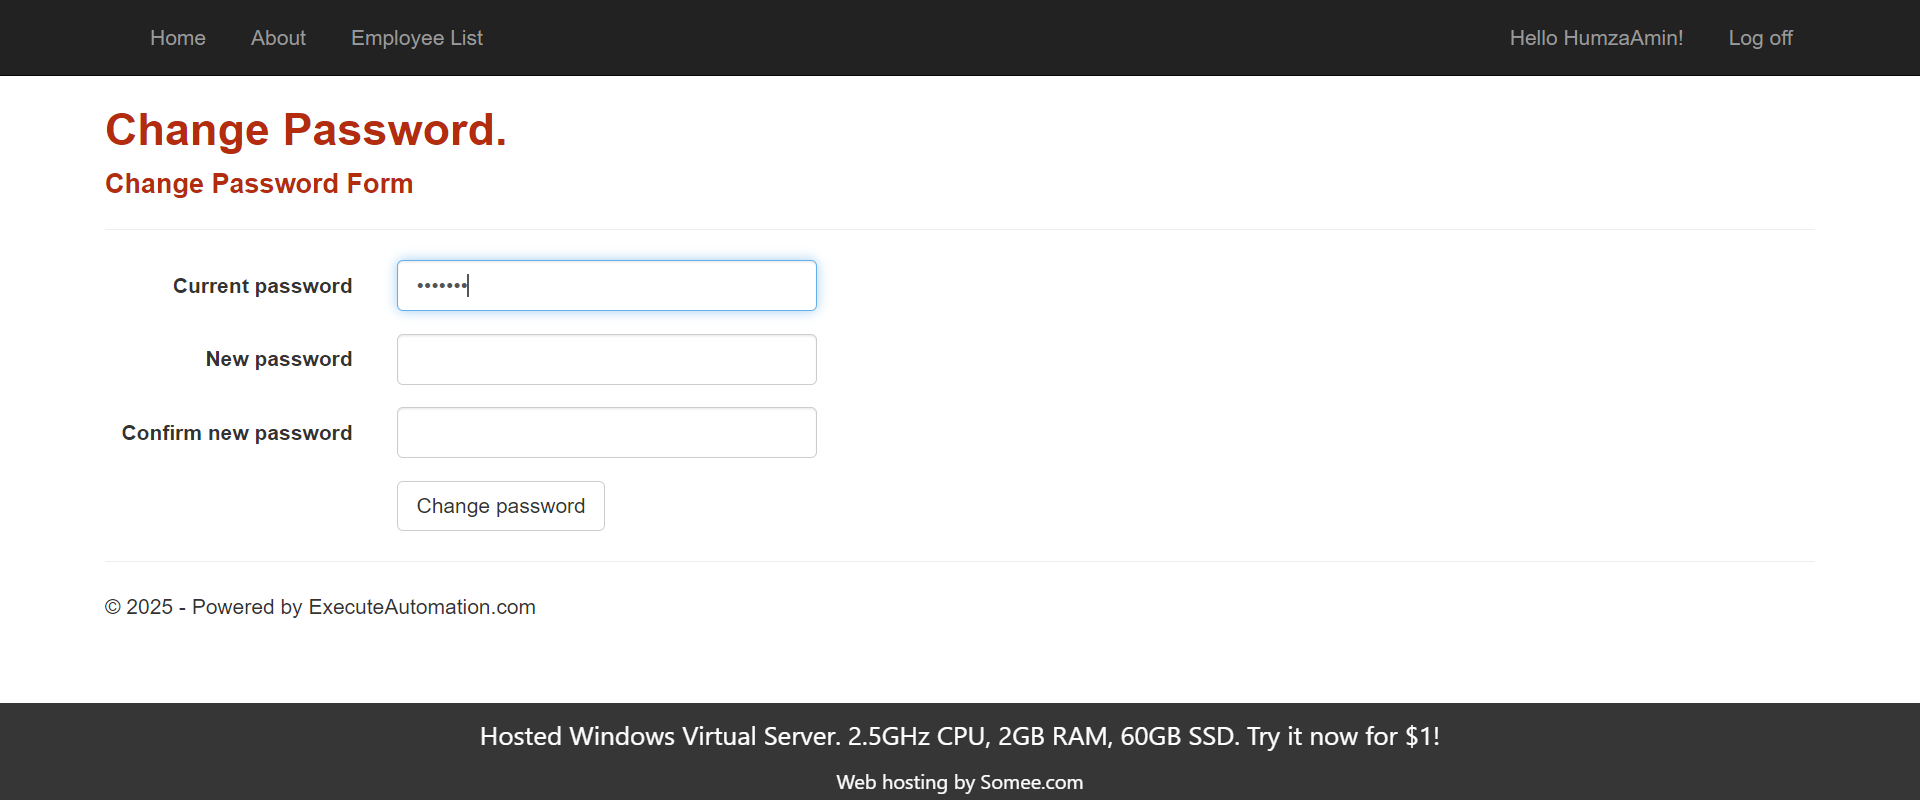 Home About Employee List Hello HumzaAmin! Log off
Change Password.
Change Password Form
Current password •••••••
New password
Confirm new password
Change password
© 2025 - Powered by ExecuteAutomation.com
Hosted Windows Virtual Server. 2.5GHz CPU, 2GB RAM, 60GB SSD. Try it now for $1!
Web hosting by Somee.com